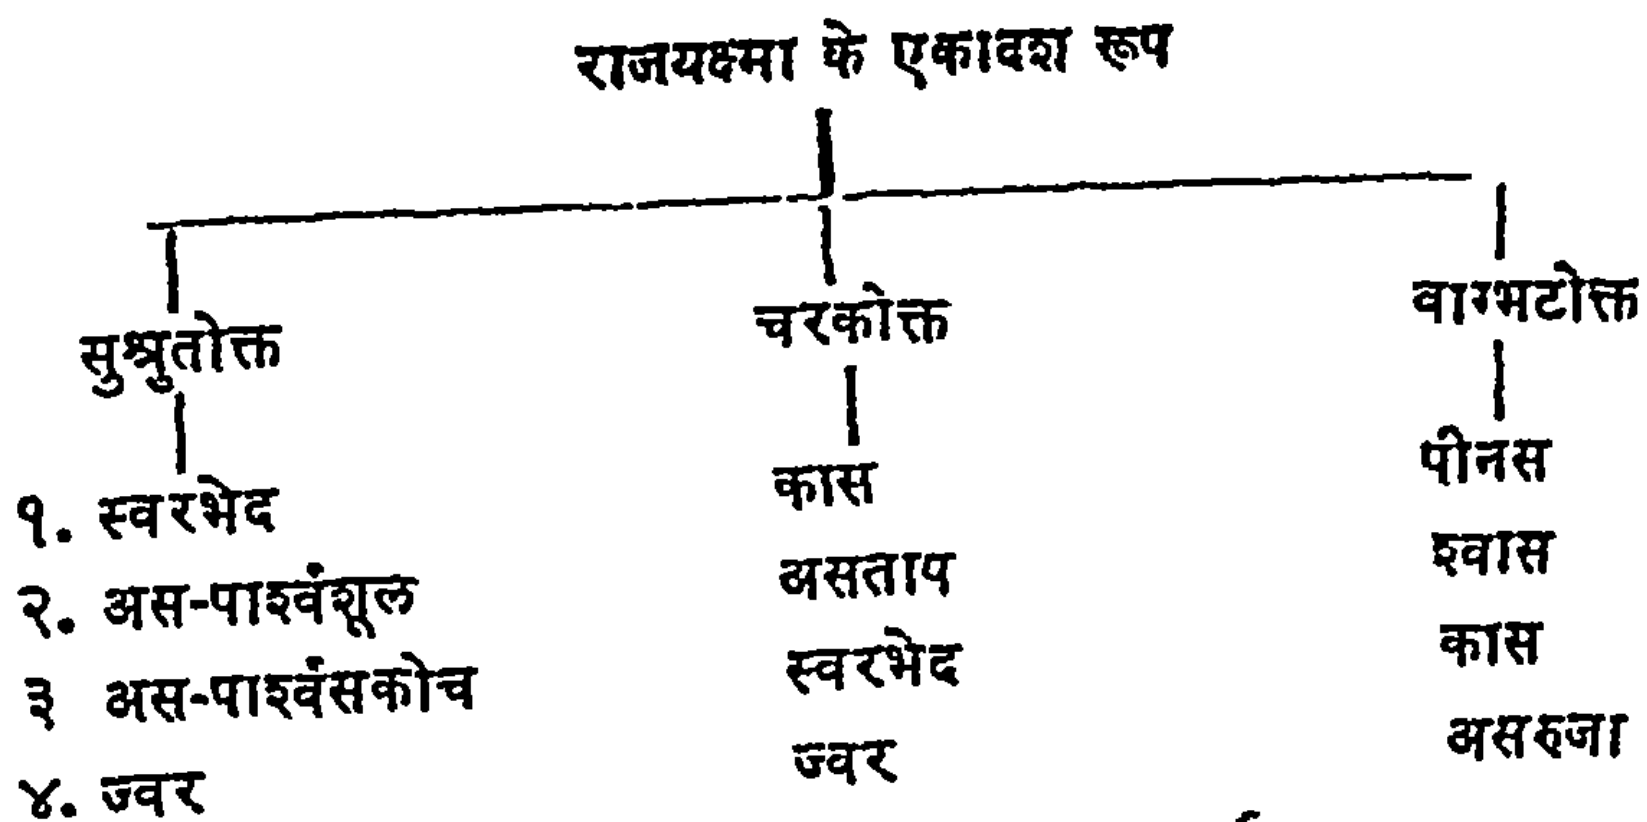 राजयक्ष्मा के एकादश रूप
सुश्रुतोक्त चरकोक्त वाग्भटोक्त
१. स्वरभेद कास पीनस
२. अस-पार्श्वशूल असताप श्वास
३ अस-पार्श्वसकोच स्वरभेद कास
४. ज्वर ज्वर असरुजा